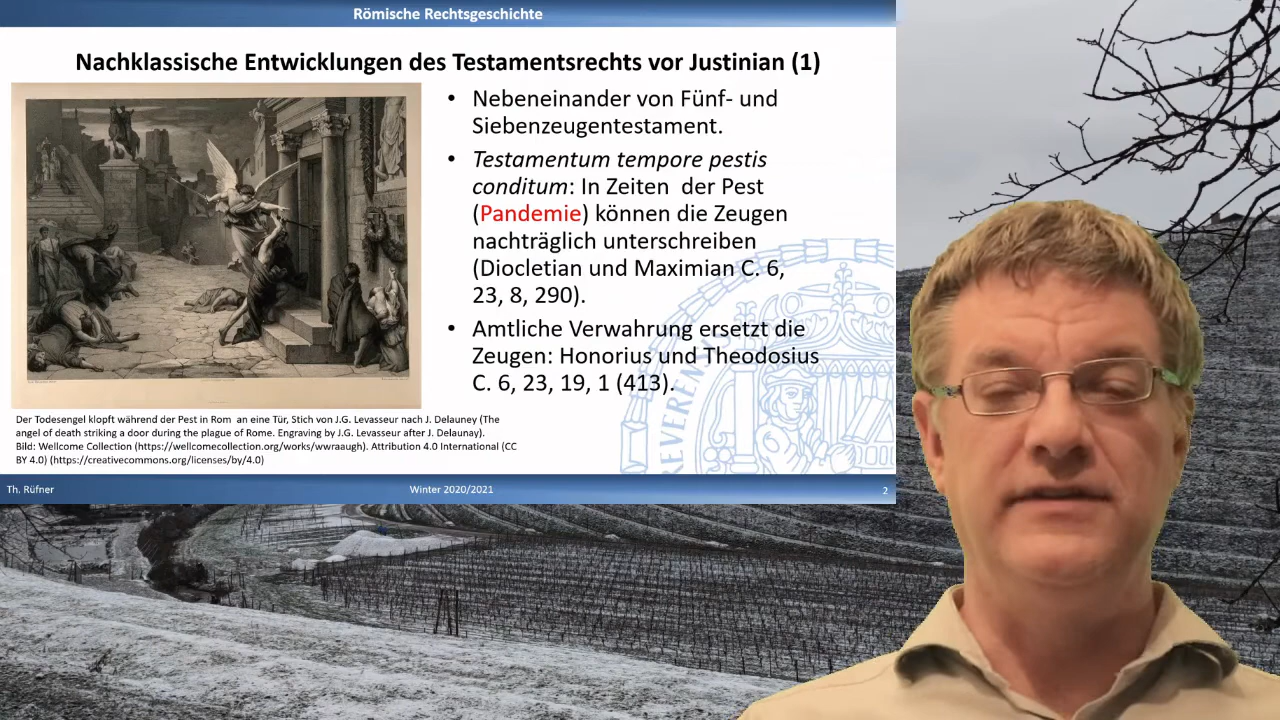 Römische Rechtsgeschichte
Nachklassische Entwicklungen des Testamentsrechts vor Justinian (1)
• Nebeneinander von Fünf- und
Siebenzeugentestament.
• Testamentum tempore pestis
conditum: In Zeiten der Pest
(Pandemie) können die Zeugen
nachträglich unterschreiben
(Diocletian und Maximian C. 6,
23, 8, 290).
• Amtliche Verwahrung ersetzt die
Zeugen: Honorius und Theodosius
C. 6, 23, 19, 1 (413).
Der Todesengel klopft während der Pest in Rom an eine Tür, Stich von J.G. Levasseur nach J. Delauney (The
angel of death striking a door during the plague of Rome. Engraving by J.G. Levasseur after J. Delaunay).
Bild: Wellcome Collection (https://wellcomecollection.org/works/wwraaugh). Attribution 4.0 International (CC
BY 4.0) (https://creativecommons.org/licenses/by/4.0)
Th. Rüfner
Winter 2020/2021
2